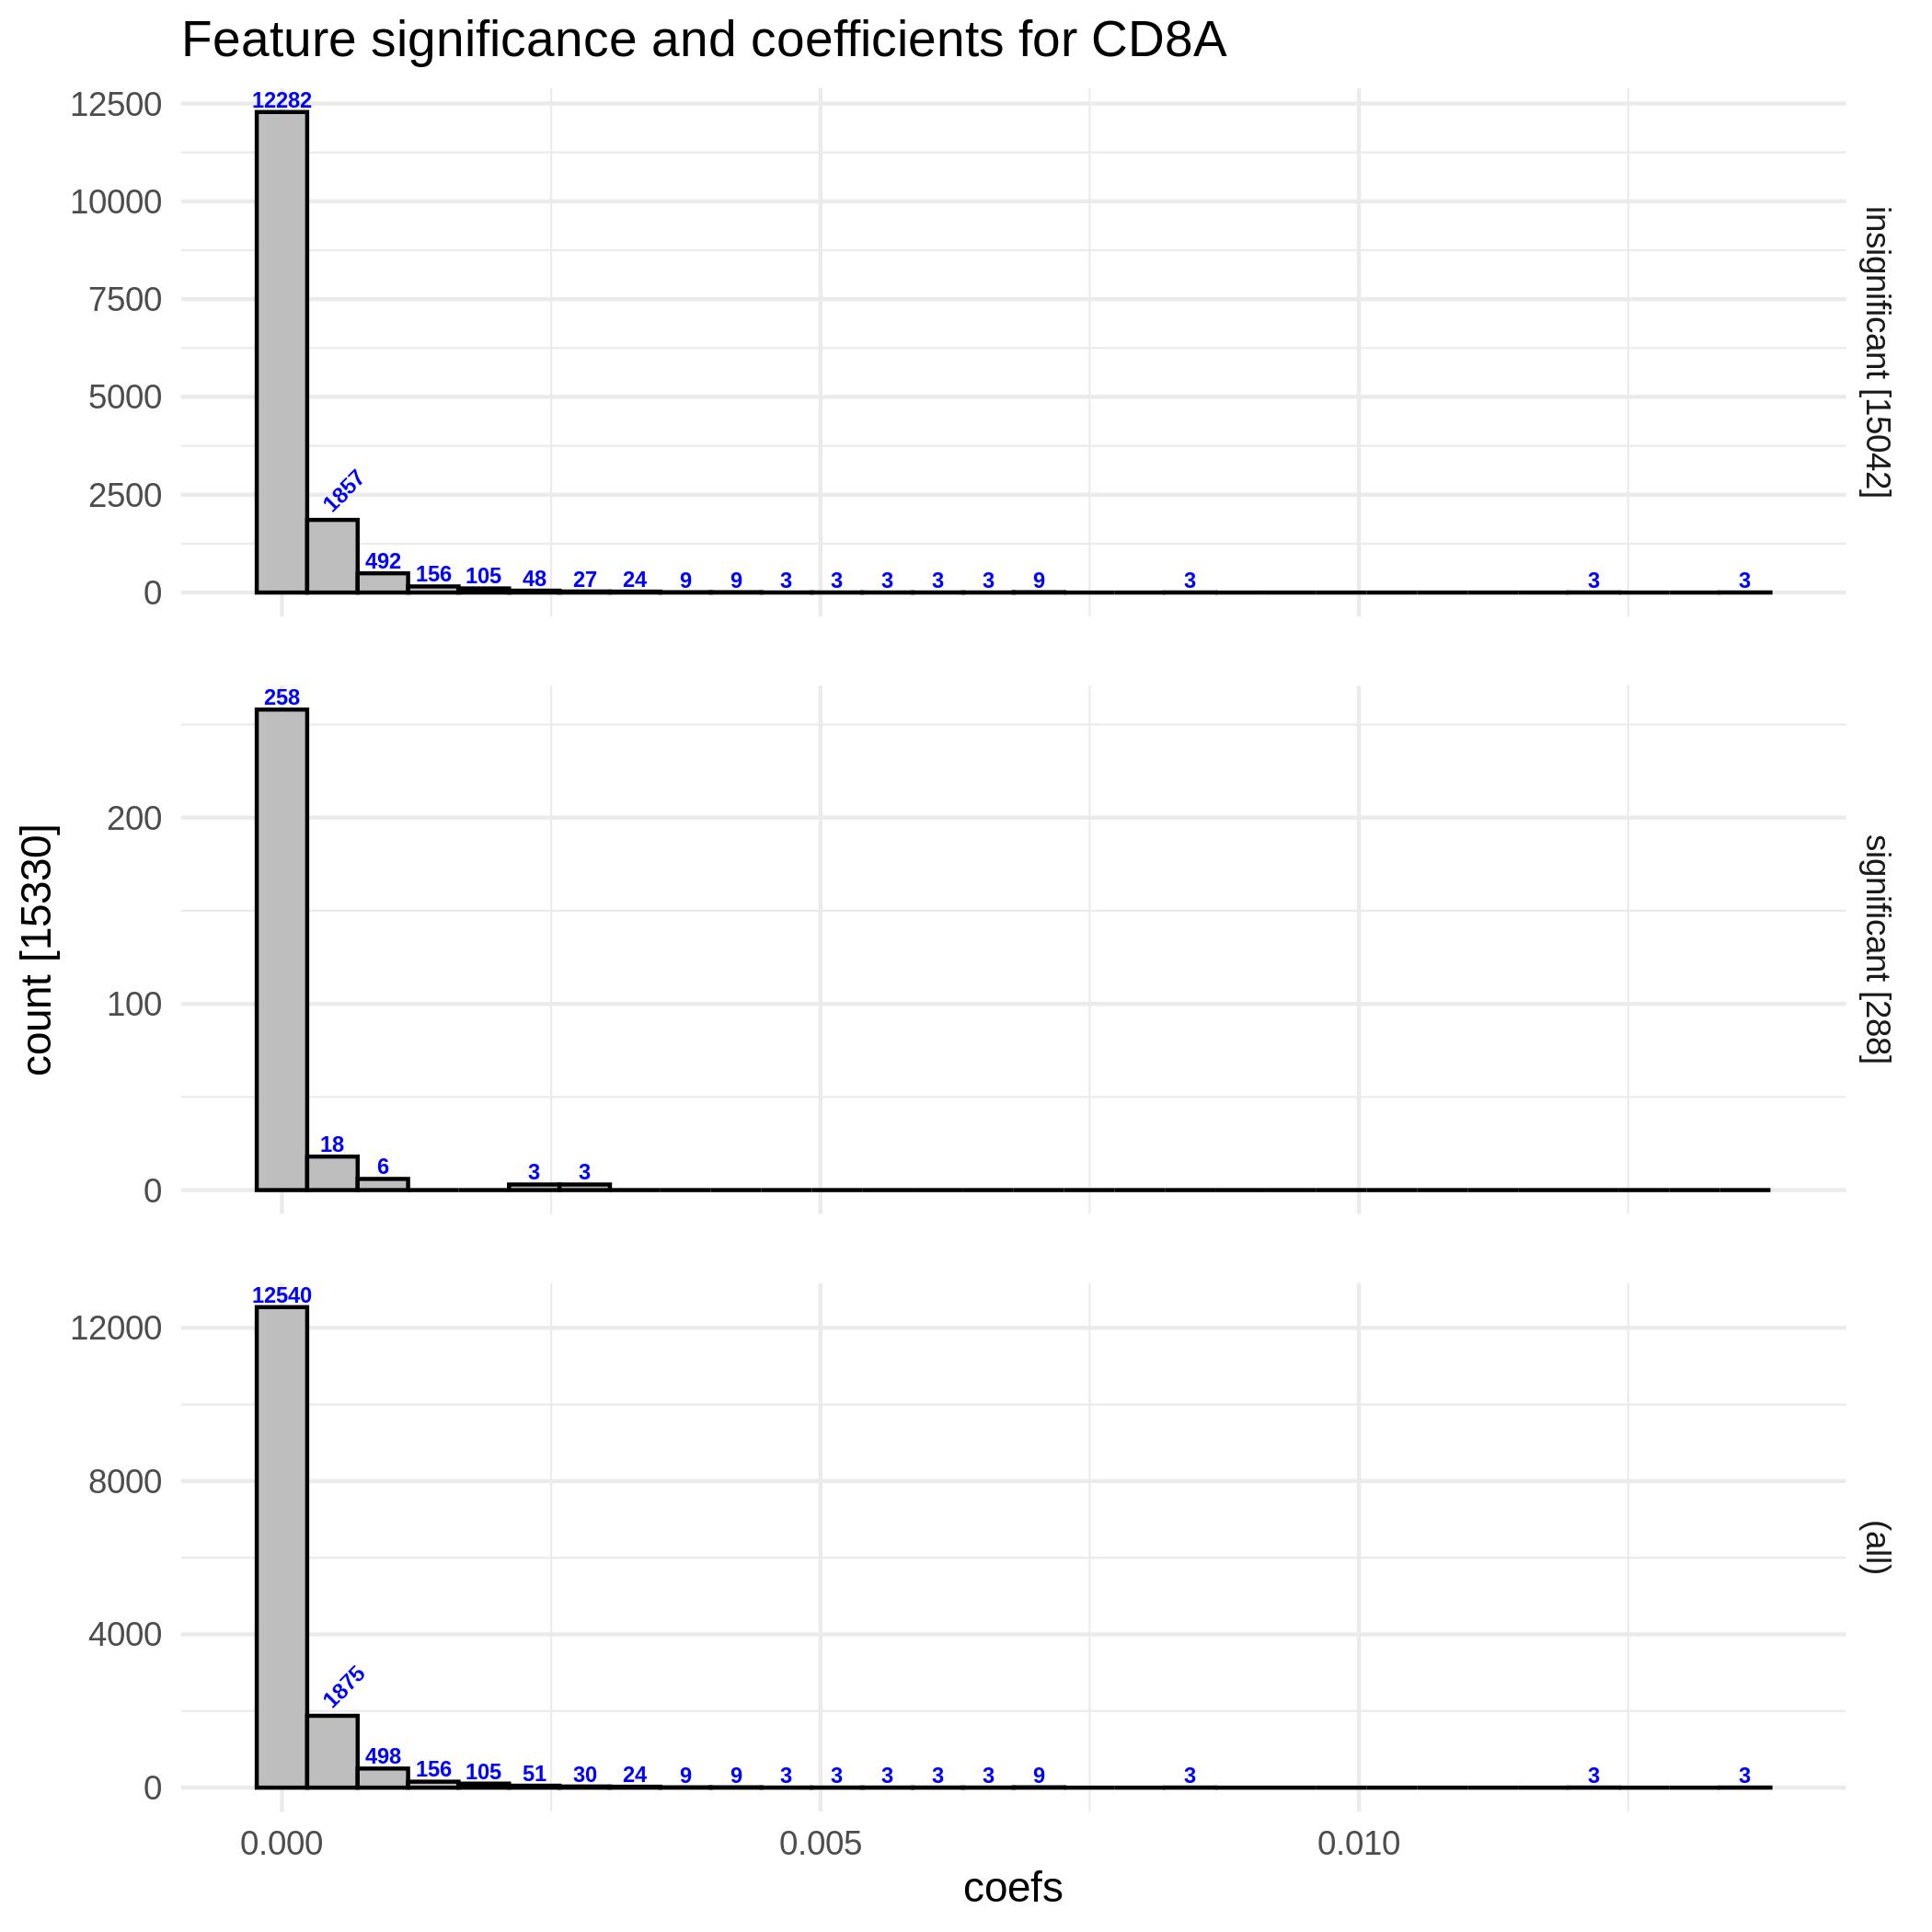 Feature significance and coefficients for CD8A
12500
10000
7500
5000
2500
0
12282
1857
492 156 105 48 27 24 9 9 3 3 3 3 3 9 3 3 3
insignificant [15042]
count [15330]
200
100
0
258
18
6
3 3
significant [288]
12000
8000
4000
0
12540
1875
498 156 105 51 30 24 9 9 3 3 3 3 3 9 3 3 3
(all)
0.000 0.005 0.010
coefs